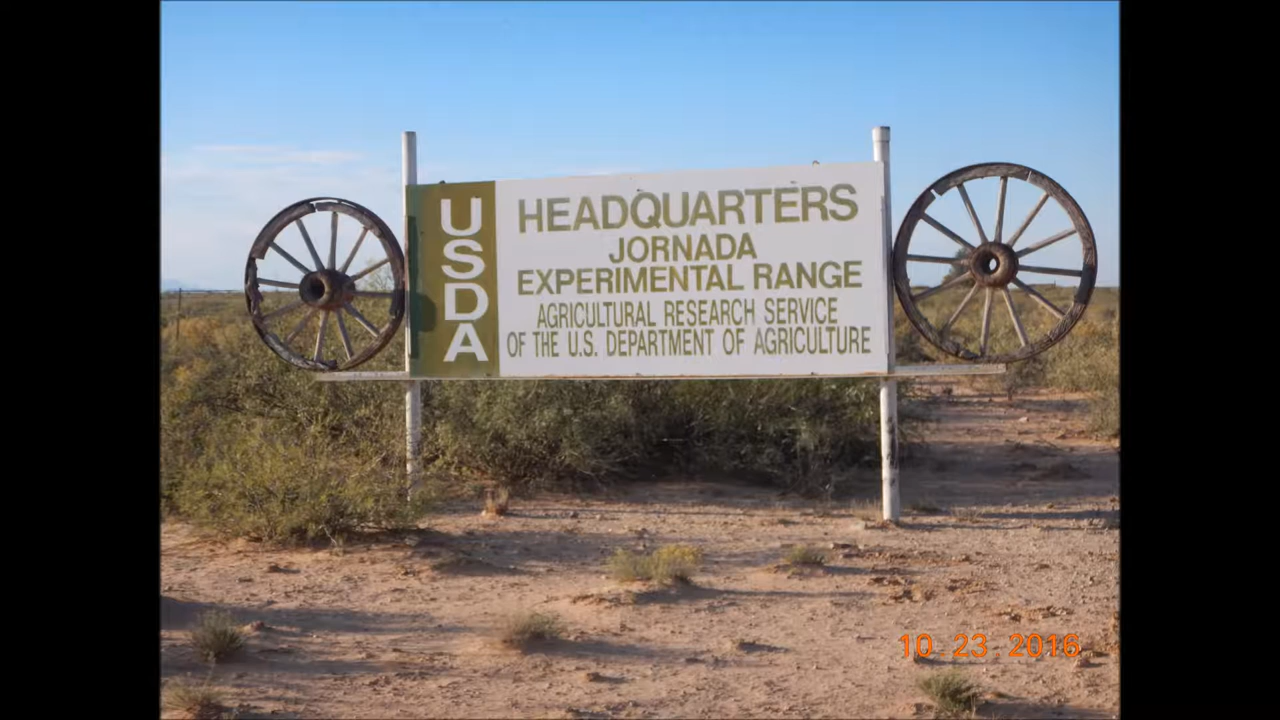 USDA
HEADQUARTERS
JORNADA
EXPERIMENTAL RANGE
AGRICULTURAL RESEARCH SERVICE
OF THE U.S. DEPARTMENT OF AGRICULTURE
10 23 2016